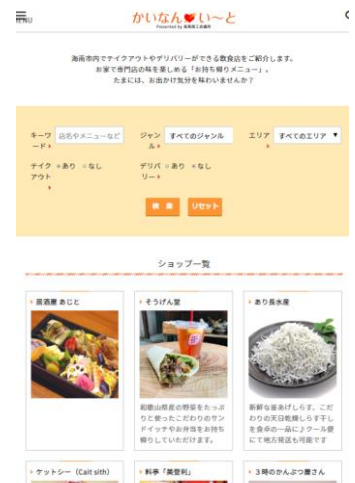 MENU
かいなん い〜と
Presented by 海南商工会議所
海南市内でテイクアウトやデリバリーができる飲食店をご紹介します。
お家で専門店の味を楽しめる「お持ち帰りメニュー」。
たまには、お出かけ気分を味わいませんか？
キーワード
店名やメニューなど
ジャンル
すべてのジャンル
エリア
すべてのエリア
テイクアウト
あり なし
デリバリー
あり なし
検 索
リセット
ショップ一覧
居酒屋 あじと
そうげん堂
あり長水産
和歌山県産の野菜をたっぷ
りと使ったこだわりのサン
ドイッチやお弁当をお持ち
帰りしていただけます。
新鮮な釜あげしらす、こだ
わりの天日乾燥しらす干し
を食卓の一品に♪クール便
にて地方発送も可能です
ケットシー（Cait sith）
料亭「美登利」
3時のかんぶつ屋さん